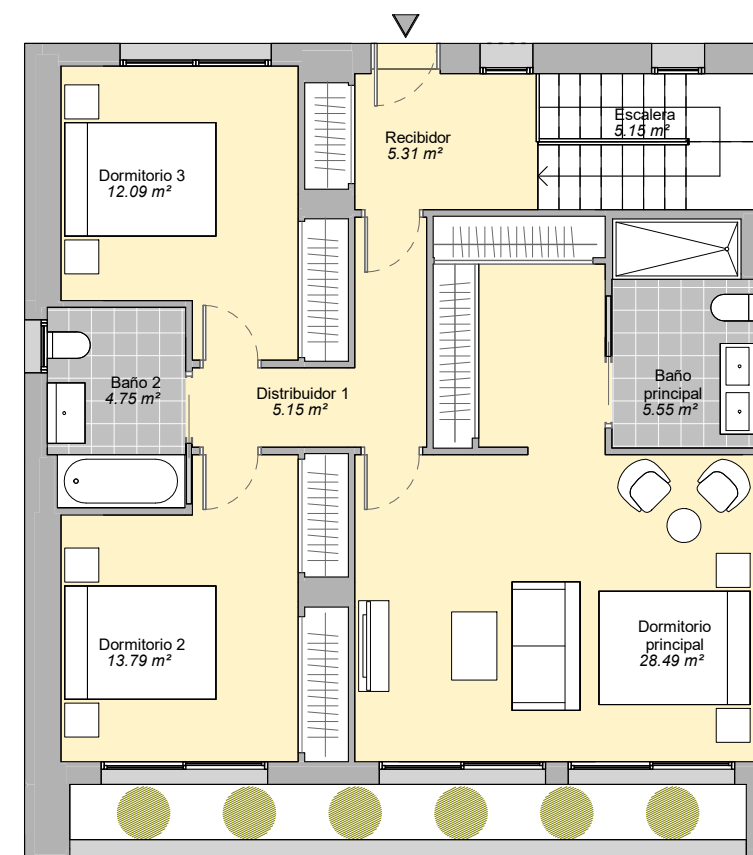 Escalera
5.15 m²
Recibidor
5.31 m²
Dormitorio 3
12.09 m²
Baño 2
4.75 m²
Distribuidor 1
5.15 m²
Baño
principal
5.55 m²
Dormitorio 2
13.79 m²
Dormitorio
principal
28.49 m²